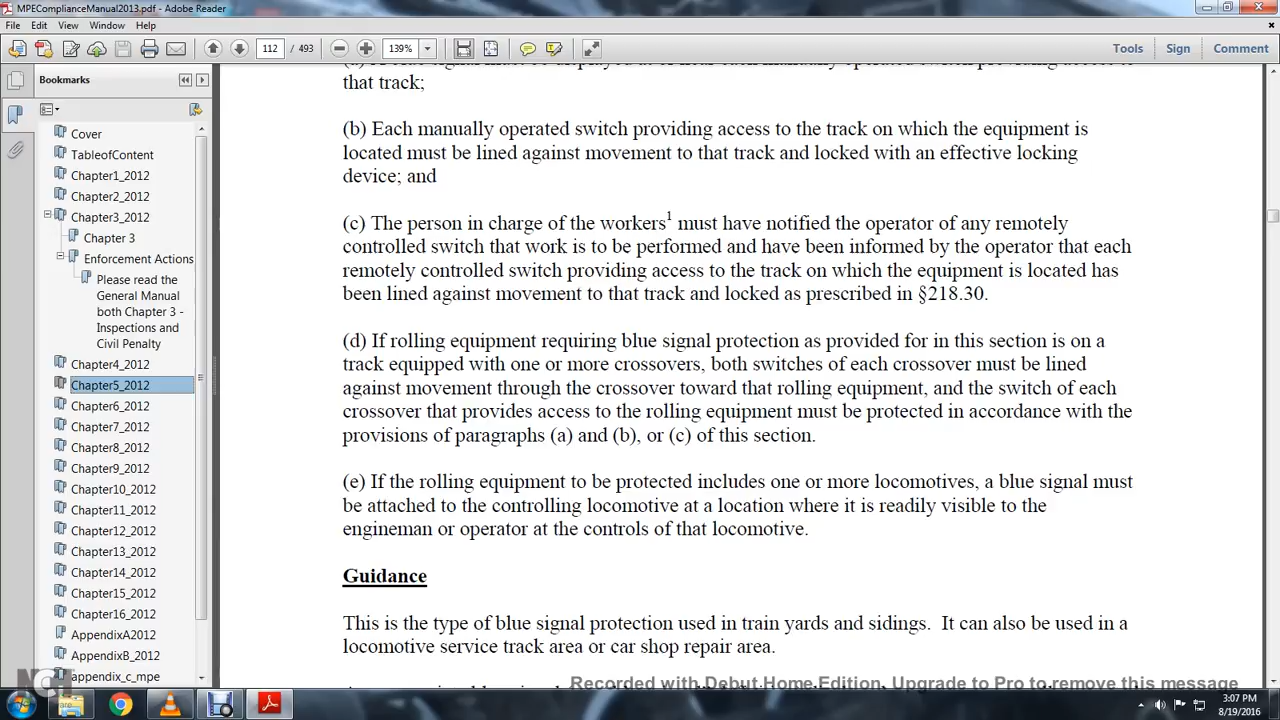 MPEComplianceManual2013.pdf - Adobe Reader
File Edit View Window Help
112 / 493 139% Tools Sign Comment
Bookmarks
Cover
TableofContent
Chapter1_2012
Chapter2_2012
Chapter3_2012
Chapter 3
Enforcement Actions
Please read the
General Manual
both Chapter 3 -
Inspections and
Civil Penalty
Chapter4_2012
Chapter5_2012
Chapter6_2012
Chapter7_2012
Chapter8_2012
Chapter9_2012
Chapter10_2012
Chapter11_2012
Chapter12_2012
Chapter13_2012
Chapter14_2012
Chapter15_2012
Chapter16_2012
AppendixA2012
AppendixB_2012
appendix_c_mpe
that track;
(b) Each manually operated switch providing access to the track on which the equipment is
located must be lined against movement to that track and locked with an effective locking
device; and
(c) The person in charge of the workers1 must have notified the operator of any remotely
controlled switch that work is to be performed and have been informed by the operator that each
remotely controlled switch providing access to the track on which the equipment is located has
been lined against movement to that track and locked as prescribed in §218.30.
(d) If rolling equipment requiring blue signal protection as provided for in this section is on a
track equipped with one or more crossovers, both switches of each crossover must be lined
against movement through the crossover toward that rolling equipment, and the switch of each
crossover that provides access to the rolling equipment must be protected in accordance with the
provisions of paragraphs (a) and (b), or (c) of this section.
(e) If the rolling equipment to be protected includes one or more locomotives, a blue signal must
be attached to the controlling locomotive at a location where it is readily visible to the
engineman or operator at the controls of that locomotive.
Guidance
This is the type of blue signal protection used in train yards and sidings. It can also be used in a
locomotive service track area or car shop repair area.
Recorded with Debut Home Edition, Upgrade to Pro to remove this message
3:07 PM
8/19/2016